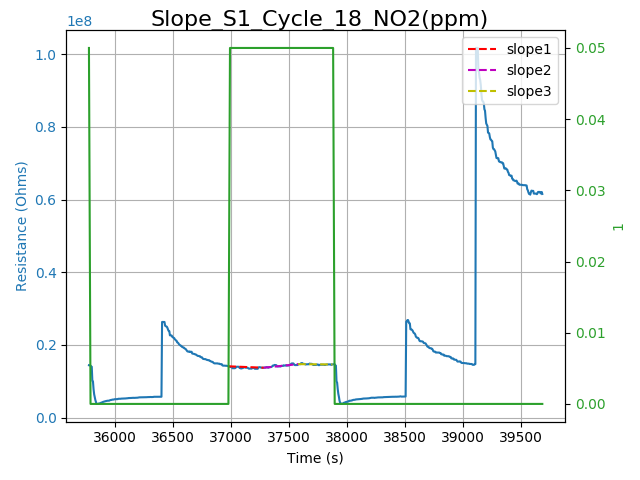 Slope_S1_Cycle_18_NO2(ppm)
1e8
1.0
0.8
0.6
0.4
0.2
0.0
Resistance (Ohms)
slope1
slope2
slope3
0.05
0.04
0.03
0.02
0.01
0.00
1
36000 36500 37000 37500 38000 38500 39000 39500
Time (s)